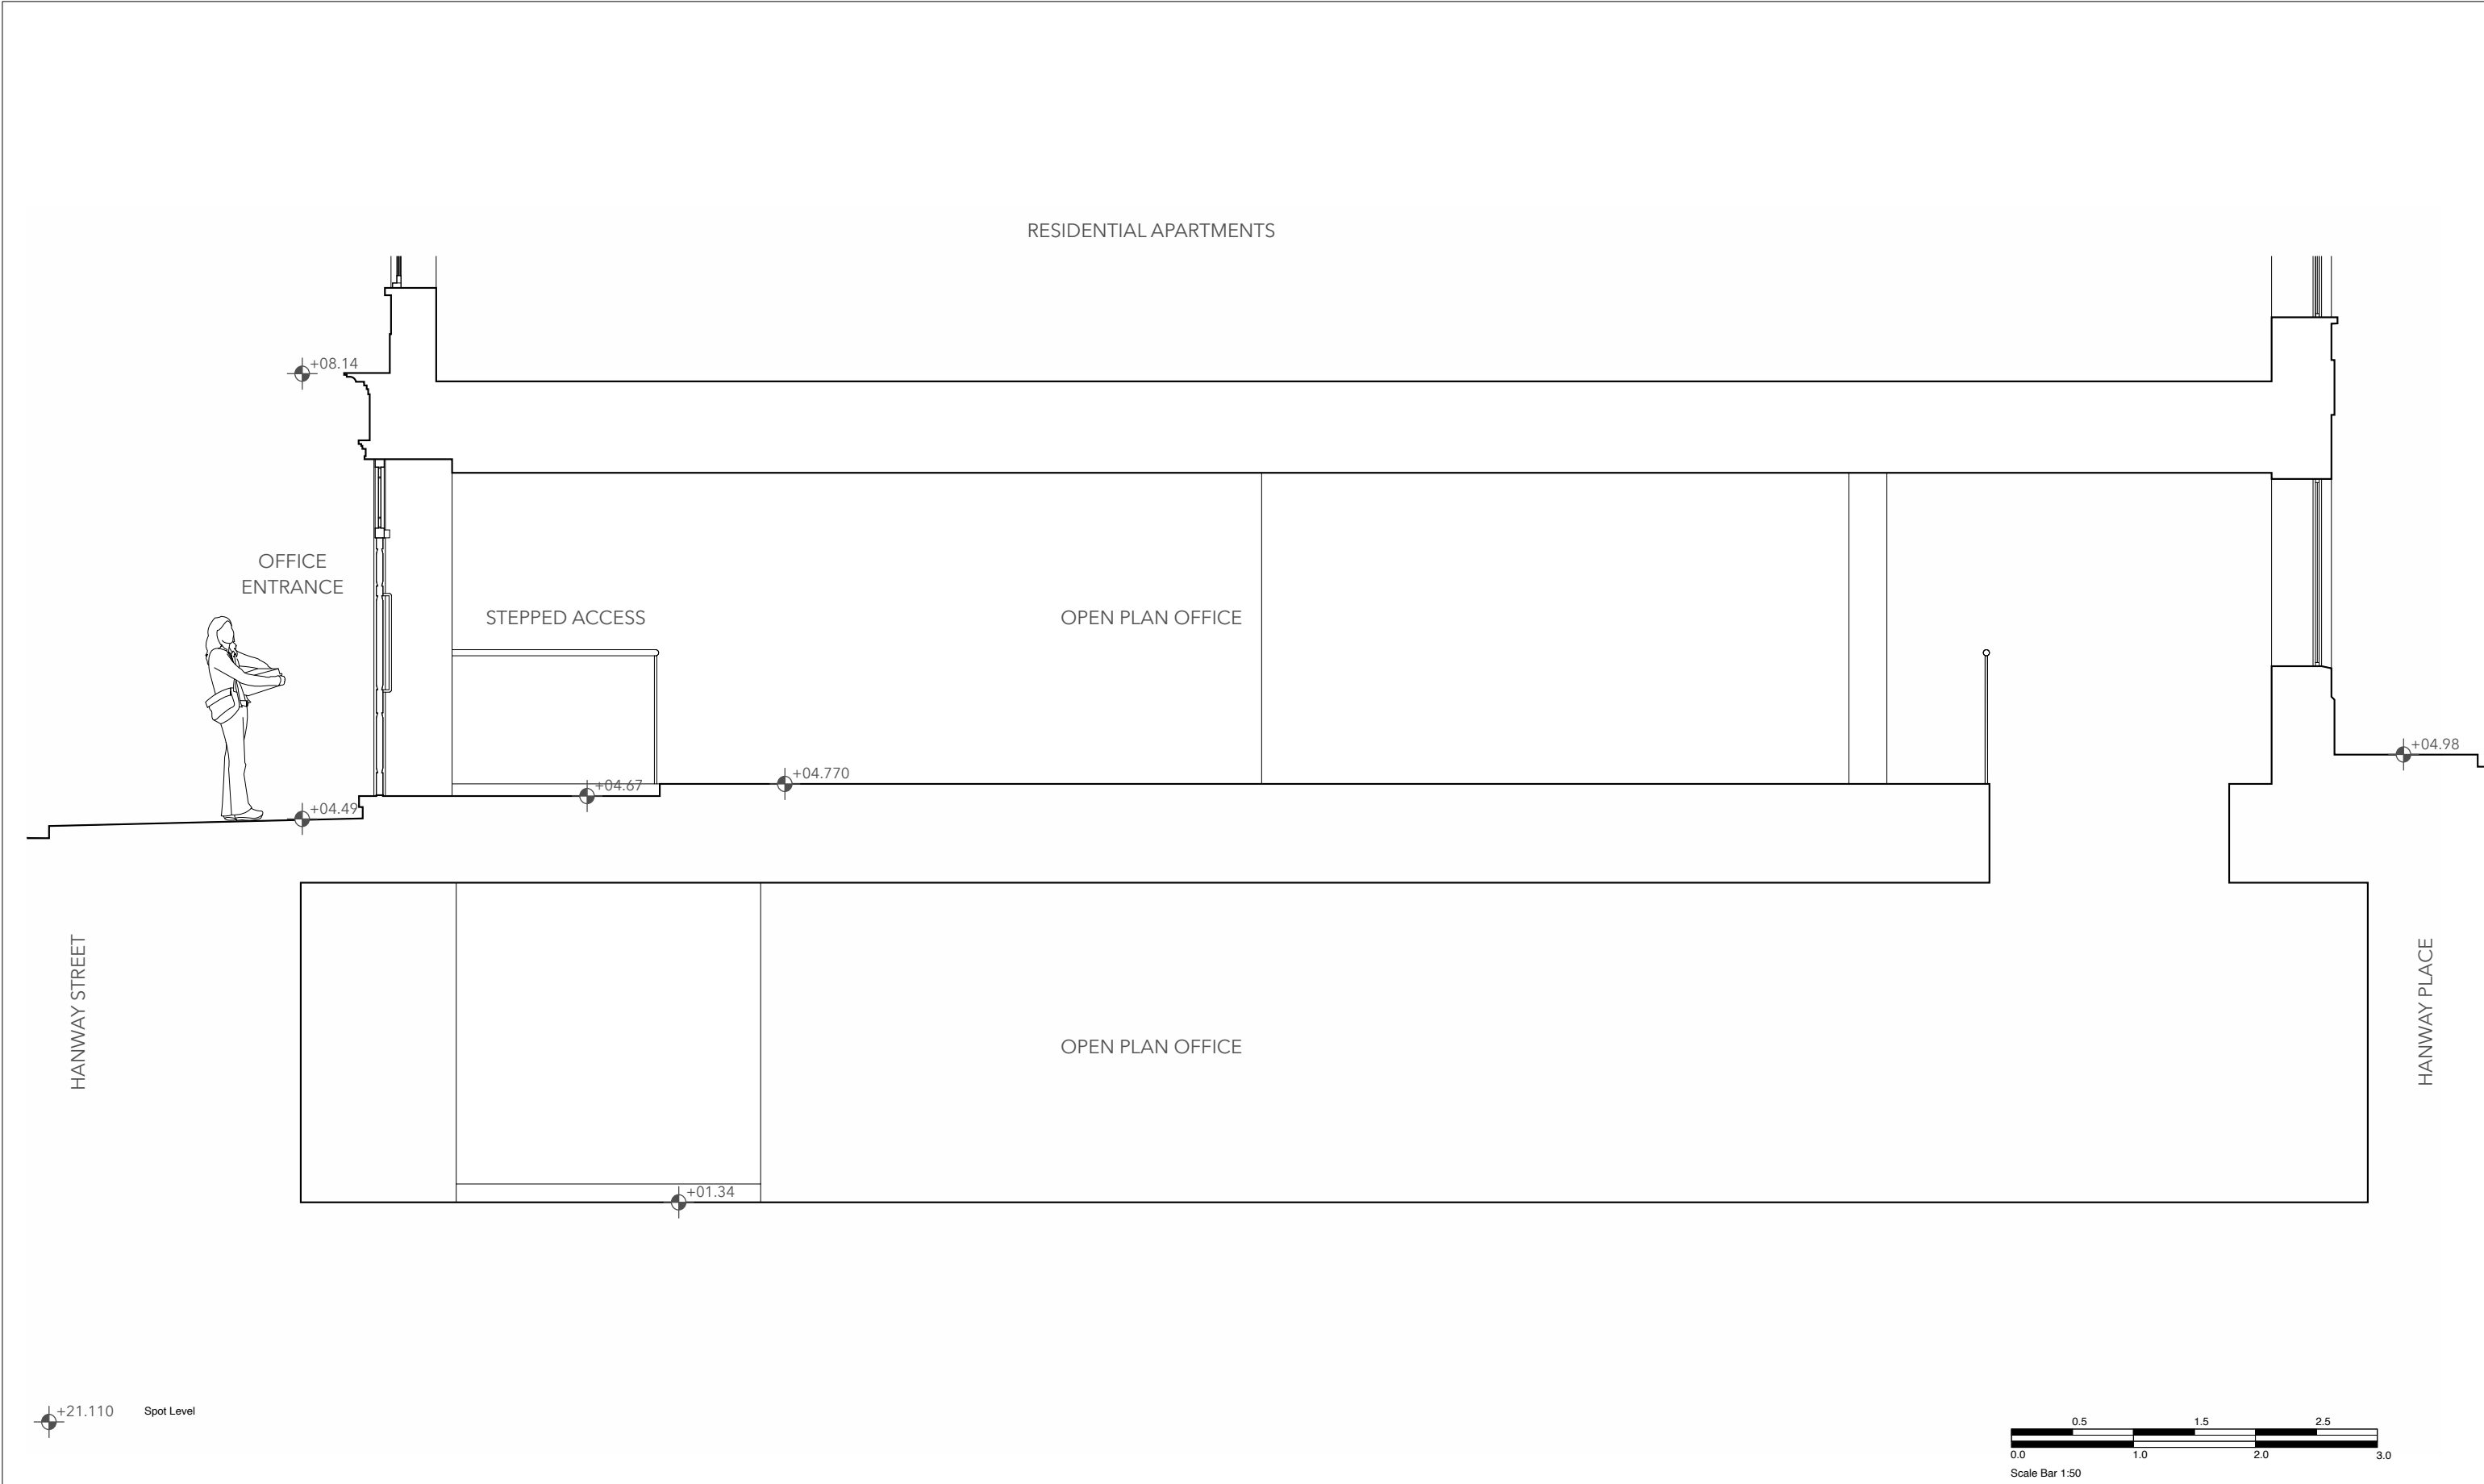 RESIDENTIAL APARTMENTS
+08.14
OFFICE
ENTRANCE
STEPPED ACCESS
OPEN PLAN OFFICE
+04.98
+04.770
+04.67
+04.49
HANWAY STREET
HANWAY PLACE
OPEN PLAN OFFICE
+01.34
+21.110 Spot Level
0.5 1.5 2.5
0.0 1.0 2.0 3.0
Scale Bar 1:50